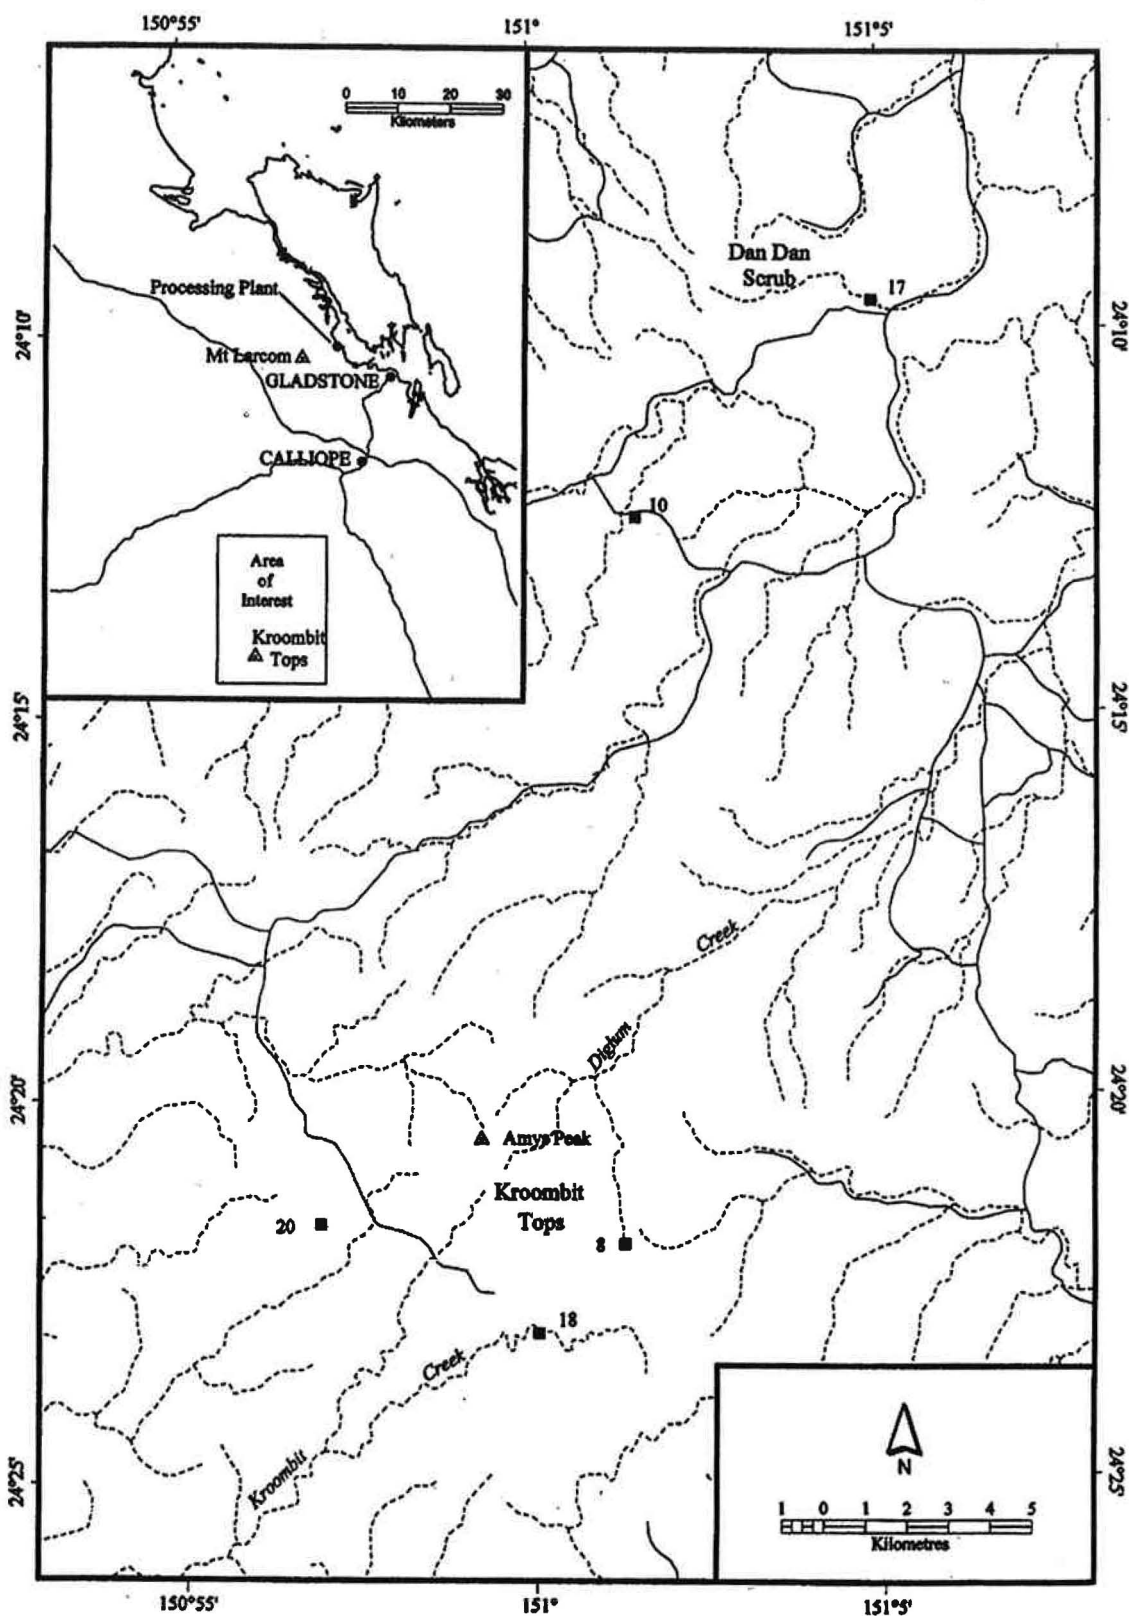 150°55'
151°
151°5'
0 10 20 30
Kilometers
Dan Dan
Scrub
17
Processing Plant
24°10'
24°10'
Mt Larcom
GLADSTONE
CALLIOPE
10
Area
of
Interest
Kroombit
Tops
24°15'
24°15'
Creek
Dighum
24°20'
24°20'
Amys Peak
Kroombit
Tops
20
8
18
Creek
Kroombit
24°25'
24°25'
N
1 0 1 2 3 4 5
Kilometres
150°55'
151°
151°5'